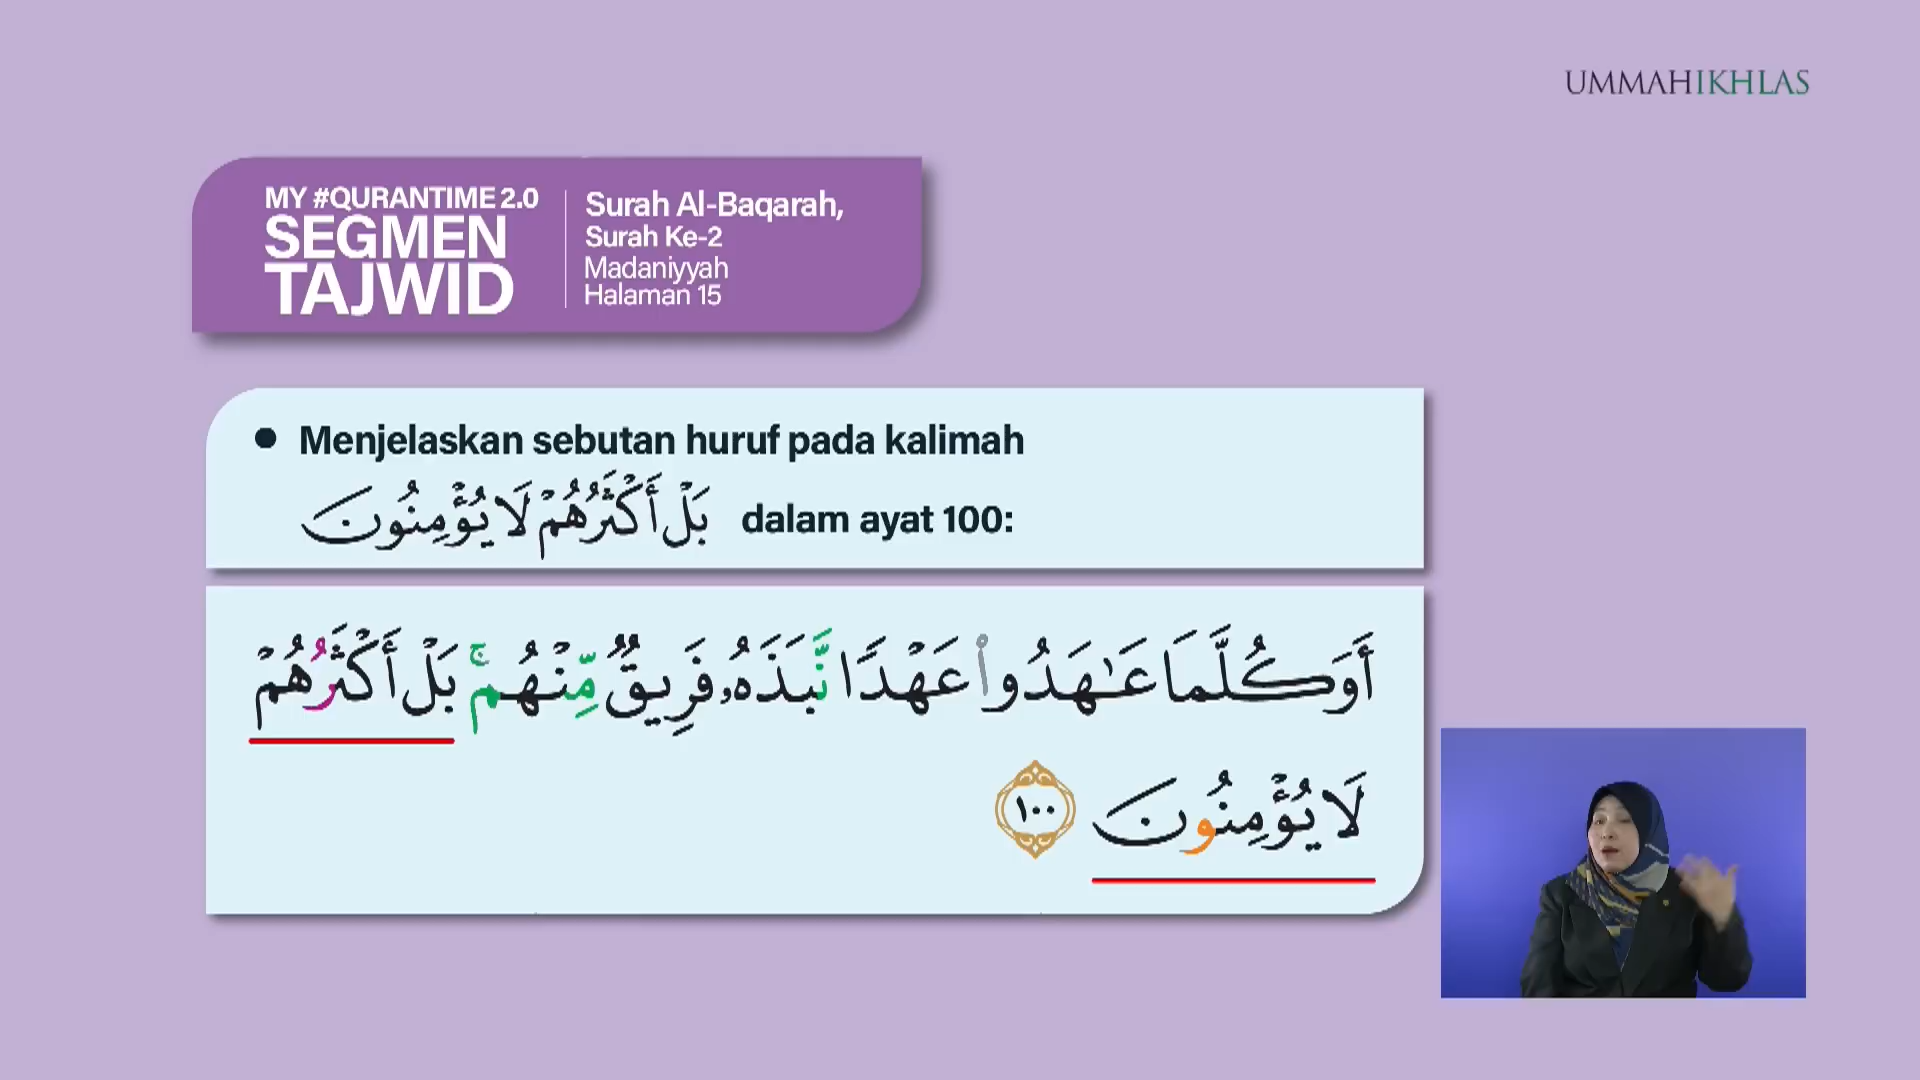 UMMAHIKHLAS
MY #QURANTIME 2.0
SEGMEN
TAJWID
Surah Al-Baqarah,
Surah Ke-2
Madaniyyah
Halaman 15
● Menjelaskan sebutan huruf pada kalimah
بَلْ أَكْثَرُهُمْ لَا يُؤْمِنُونَ dalam ayat 100:
أَوَكُلَّمَا عَـٰهَدُوا۟ عَهْدًا نَّبَذَهُۥ فَرِيقٌ مِّنْهُم ۚ بَلْ أَكْثَرُهُمْ
لَا يُؤْمِنُونَ ١٠٠